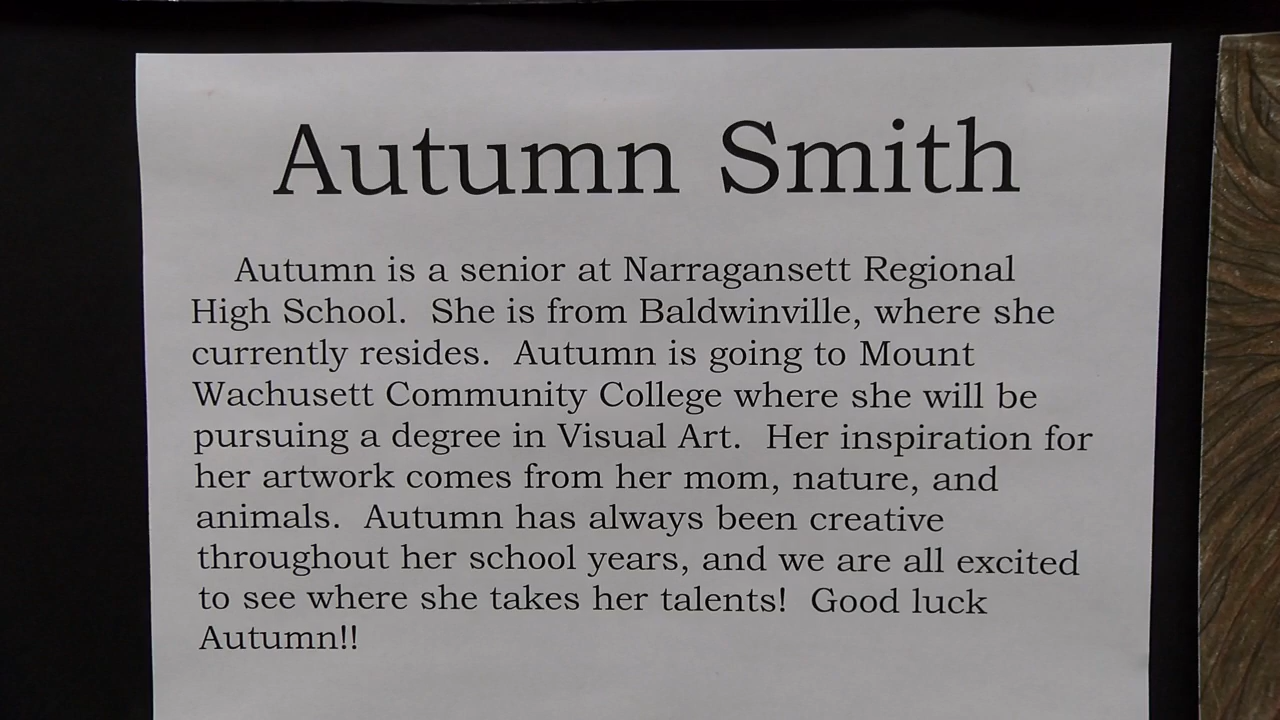 Autumn Smith
Autumn is a senior at Narragansett Regional
High School.  She is from Baldwinville, where she
currently resides.  Autumn is going to Mount
Wachusett Community College where she will be
pursuing a degree in Visual Art.  Her inspiration for
her artwork comes from her mom, nature, and
animals.  Autumn has always been creative
throughout her school years, and we are all excited
to see where she takes her talents!  Good luck
Autumn!!